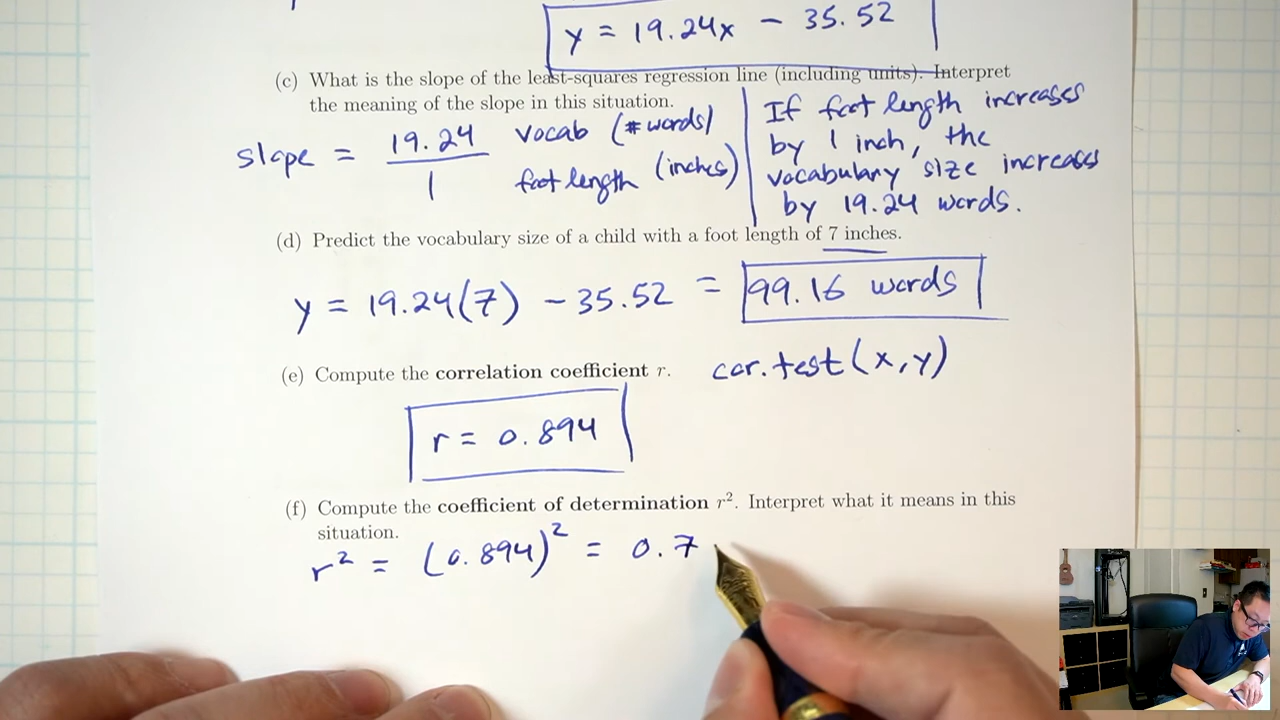 y = 19.24x - 35.52
(c) What is the slope of the least-squares regression line (including units). Interpret
the meaning of the slope in this situation.
slope = 19.24 / 1 vocab (# words) / foot length (inches)
If foot length increases
by 1 inch, the
vocabulary size increases
by 19.24 words.
(d) Predict the vocabulary size of a child with a foot length of 7 inches.
y = 19.24(7) - 35.52 = 99.16 words
(e) Compute the correlation coefficient r. cor.test(x,y)
r = 0.894
(f) Compute the coefficient of determination r². Interpret what it means in this
situation.
r² = (0.894)² = 0.7